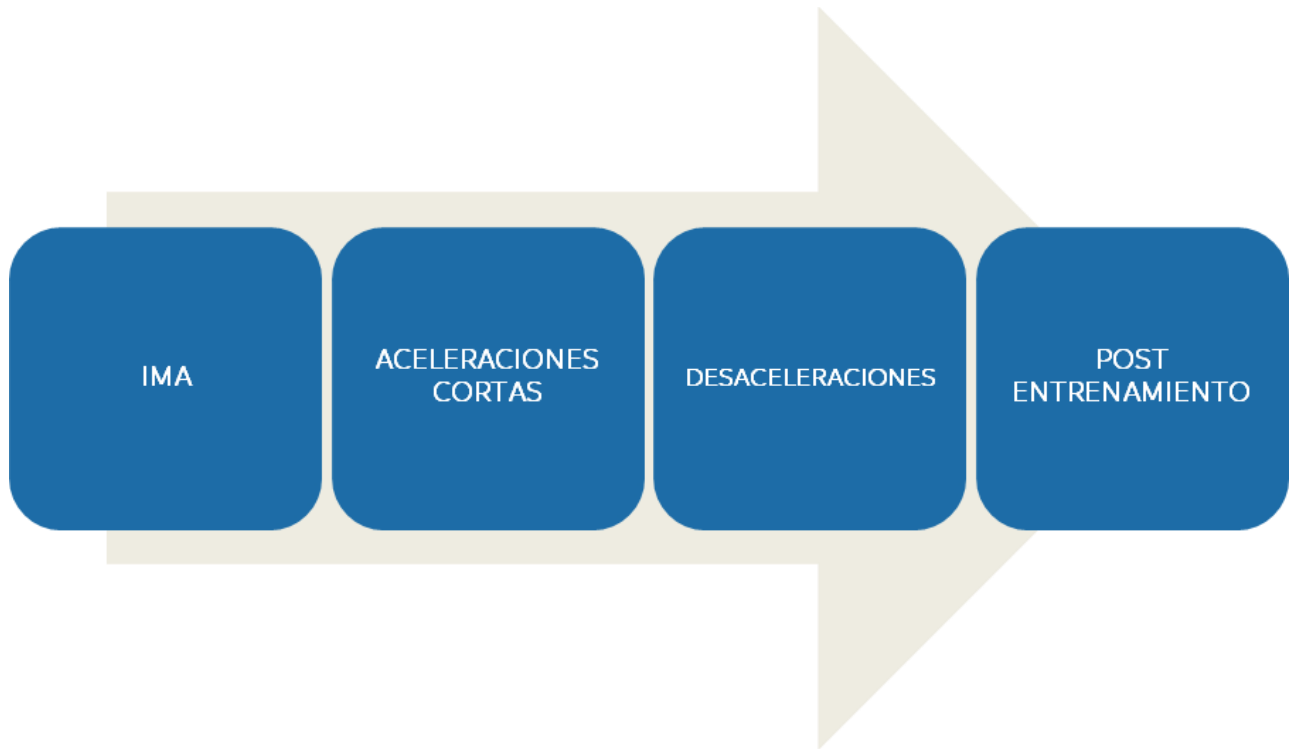 IMA
ACELERACIONES
CORTAS
DESACELERACIONES
POST
ENTRENAMIENTO